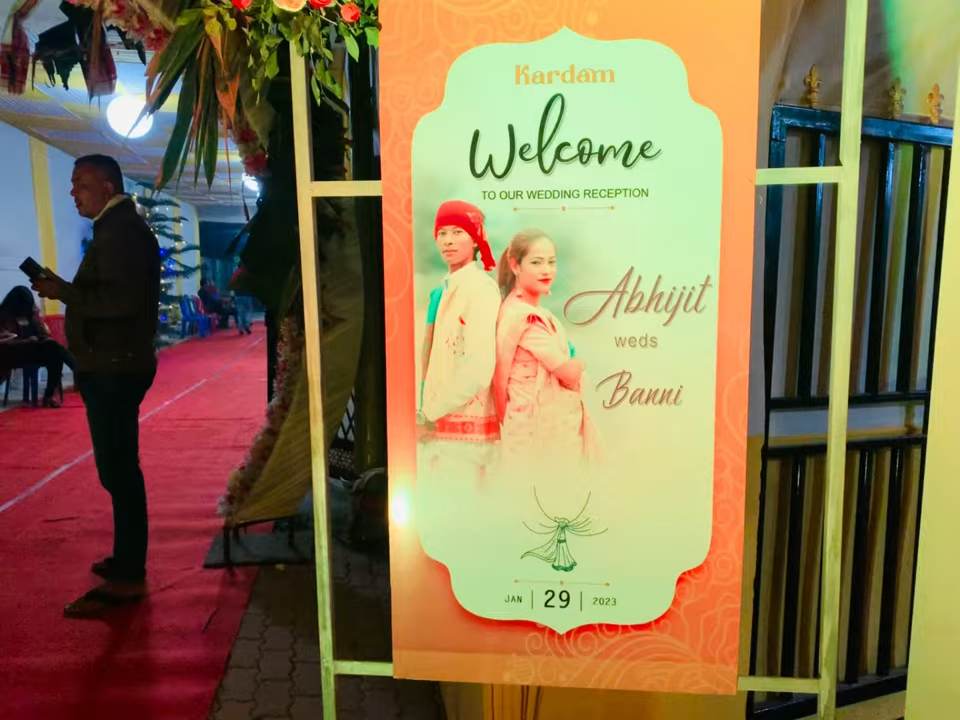 Kardam
Welcome
TO OUR WEDDING RECEPTION
Abhijit
weds
Banni
JAN | 29 | 2023